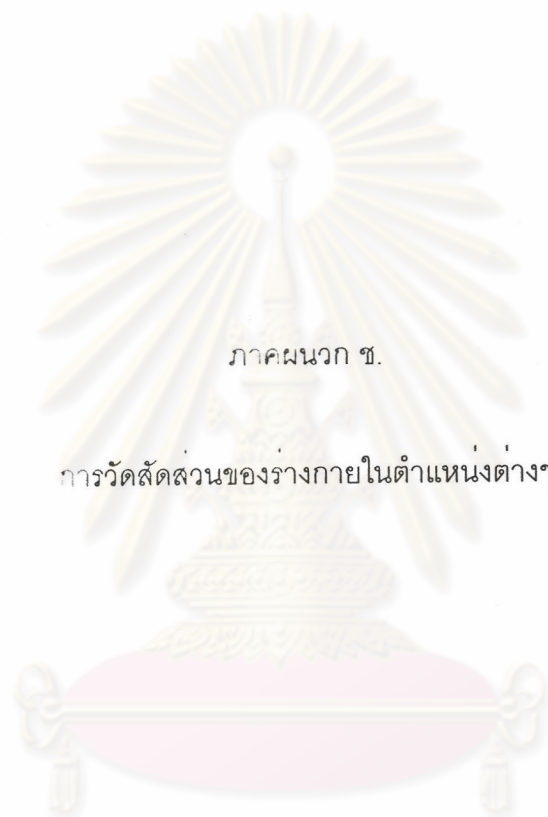 ภาคผนวก ช.
การวัดสัดส่วนของร่างกายในตำแหน่งต่างๆ